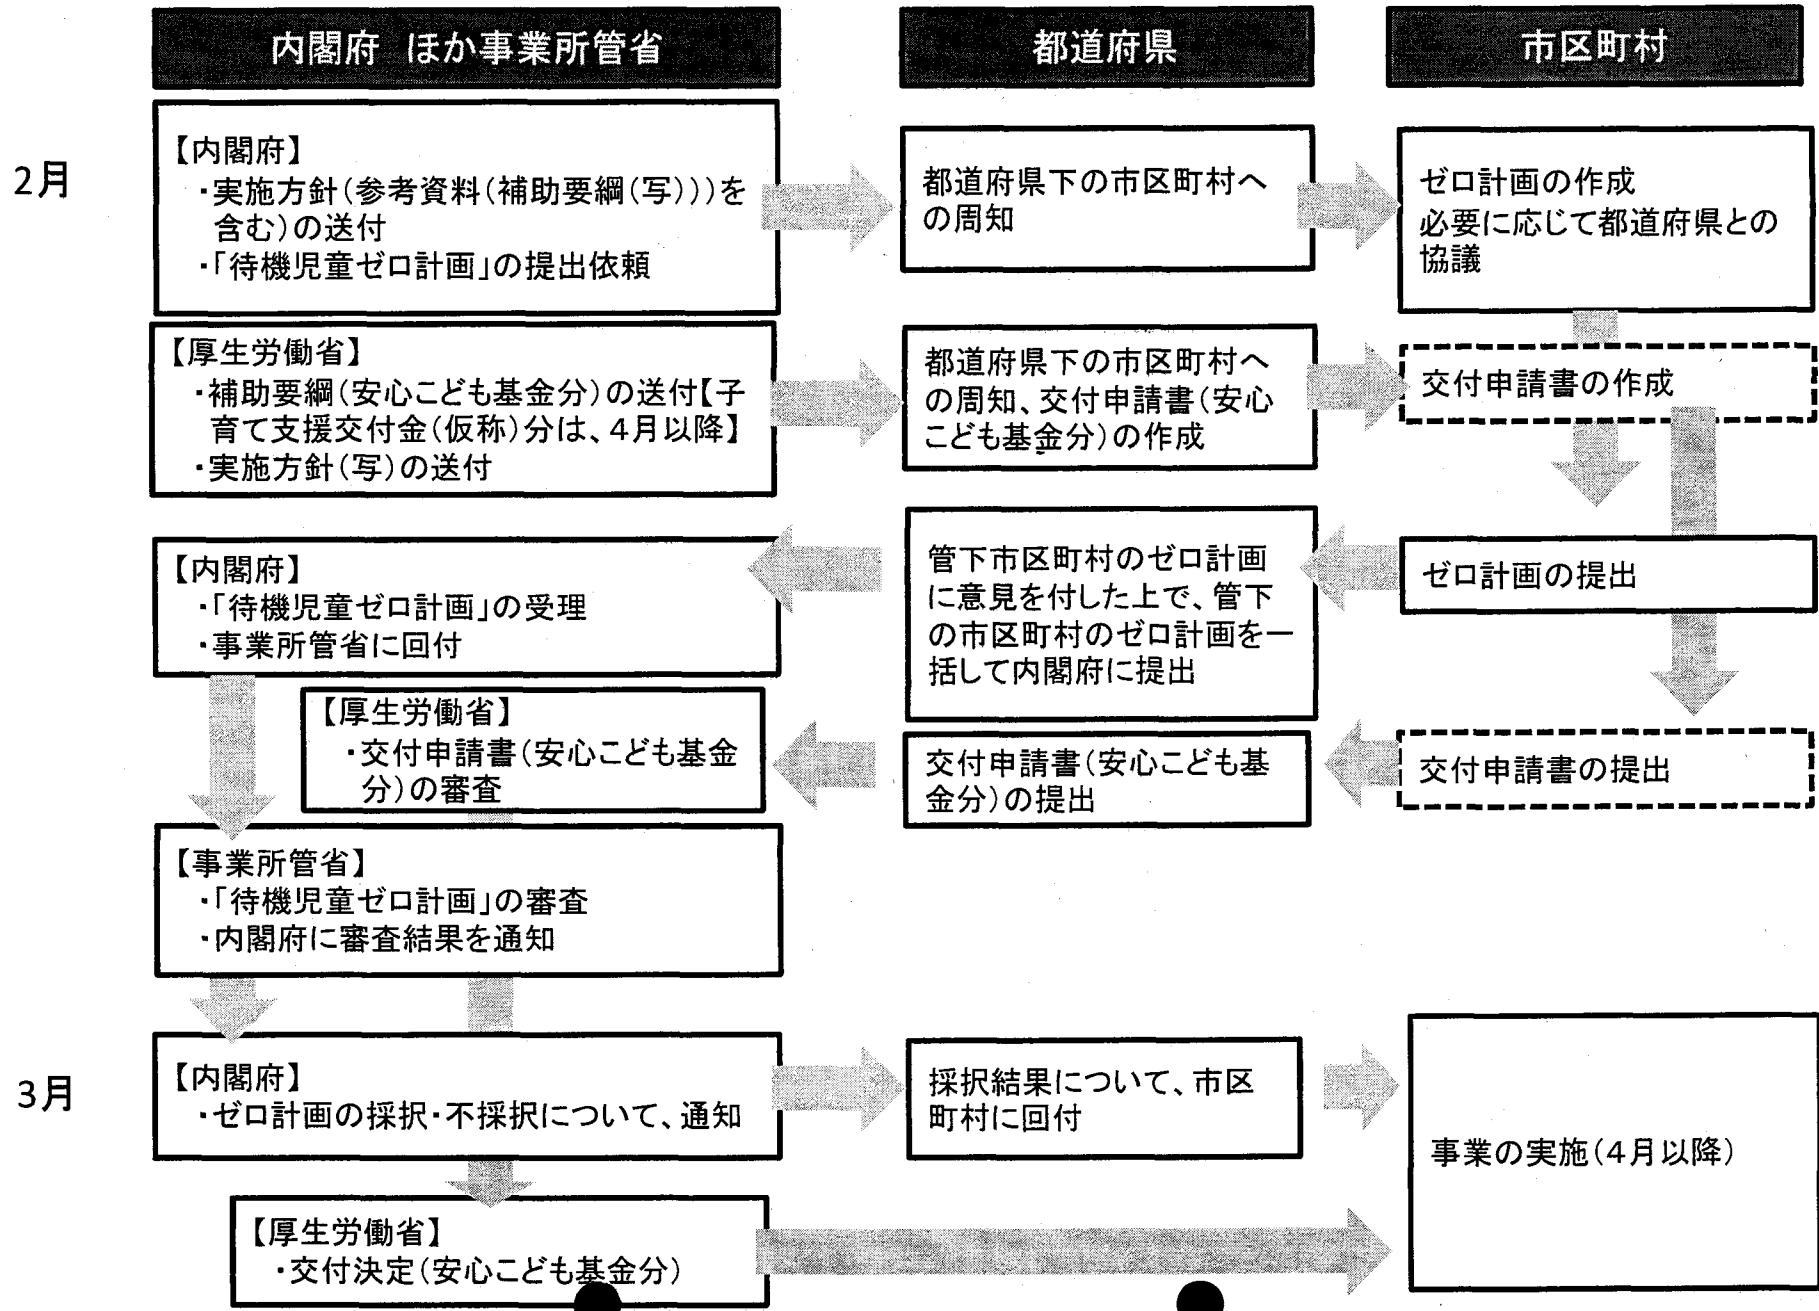 内閣府 ほか事業所管省
都道府県
市区町村
2月
【内閣府】
・実施方針(参考資料(補助要綱(写)))を
含む)の送付
・「待機児童ゼロ計画」の提出依頼
都道府県下の市区町村へ
の周知
ゼロ計画の作成
必要に応じて都道府県との
協議
【厚生労働省】
・補助要綱(安心こども基金分)の送付【子
育て支援交付金(仮称)分は、4月以降】
・実施方針(写)の送付
都道府県下の市区町村へ
の周知、交付申請書(安心
こども基金分)の作成
交付申請書の作成
【内閣府】
・「待機児童ゼロ計画」の受理
・事業所管省に回付
管下市区町村のゼロ計画
に意見を付した上で、管下
の市区町村のゼロ計画を一
括して内閣府に提出
ゼロ計画の提出
【厚生労働省】
・交付申請書(安心こども基金
分)の審査
交付申請書(安心こども基
金分)の提出
交付申請書の提出
【事業所管省】
・「待機児童ゼロ計画」の審査
・内閣府に審査結果を通知
3月
【内閣府】
・ゼロ計画の採択・不採択について、通知
採択結果について、市区
町村に回付
事業の実施(4月以降)
【厚生労働省】
・交付決定(安心こども基金分)